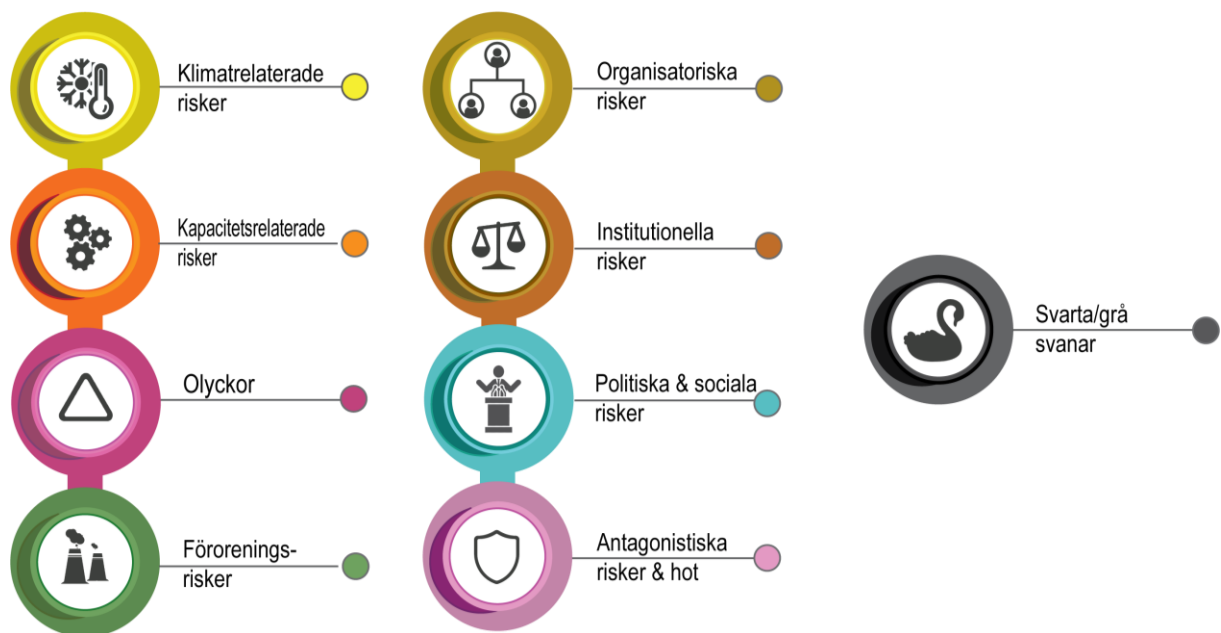 Klimatrelaterade
risker
Kapacitetsrelaterade
risker
Olyckor
Förorenings-
risker
Organisatoriska
risker
Institutionella
risker
Politiska & sociala
risker
Antagonistiska
risker & hot
Svarta/grå
svanar